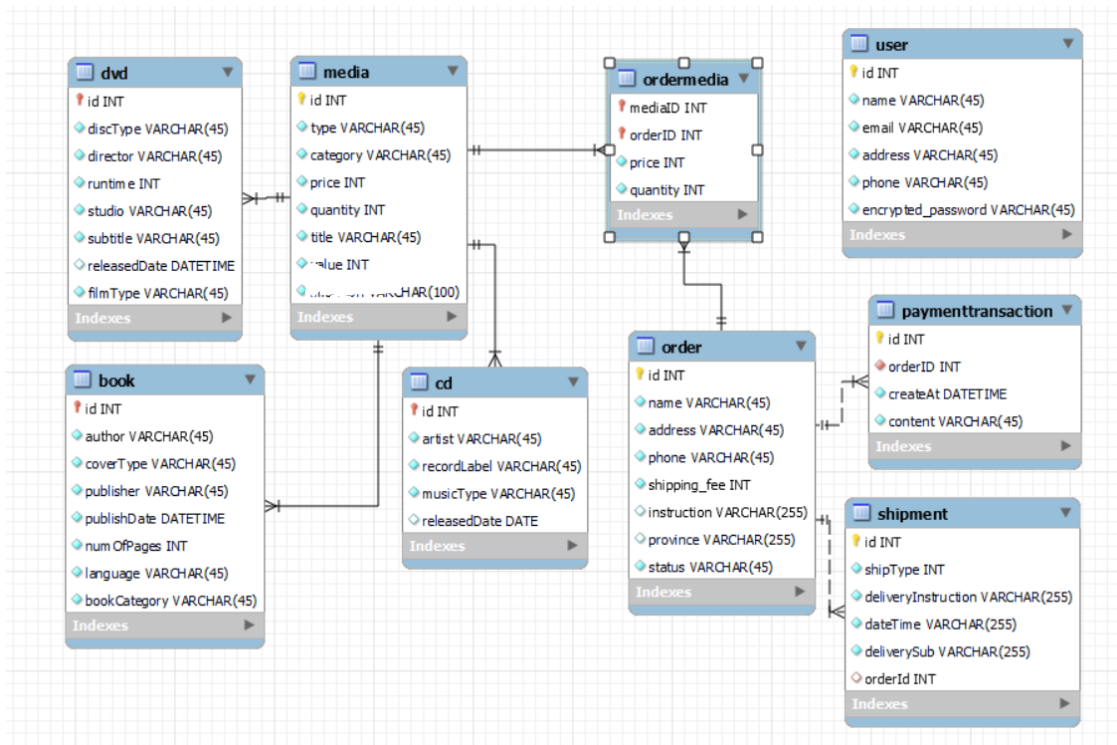 dvd
id INT
discType VARCHAR(45)
director VARCHAR(45)
runtime INT
studio VARCHAR(45)
subtitle VARCHAR(45)
releasedDate DATETIME
filmType VARCHAR(45)
Indexes
media
id INT
type VARCHAR(45)
category VARCHAR(45)
price INT
quantity INT
title VARCHAR(45)
value INT
VARCHAR(100)
Indexes
ordermedia
mediaID INT
orderID INT
price INT
quantity INT
Indexes
user
id INT
name VARCHAR(45)
email VARCHAR(45)
address VARCHAR(45)
phone VARCHAR(45)
encrypted_password VARCHAR(45)
Indexes
book
id INT
author VARCHAR(45)
coverType VARCHAR(45)
publisher VARCHAR(45)
publishDate DATETIME
numOfPages INT
language VARCHAR(45)
bookCategory VARCHAR(45)
Indexes
cd
id INT
artist VARCHAR(45)
recordLabel VARCHAR(45)
musicType VARCHAR(45)
releasedDate DATE
Indexes
order
id INT
name VARCHAR(45)
address VARCHAR(45)
phone VARCHAR(45)
shipping_fee INT
instruction VARCHAR(255)
province VARCHAR(255)
status VARCHAR(45)
Indexes
paymenttransaction
id INT
orderID INT
createAt DATETIME
content VARCHAR(45)
Indexes
shipment
id INT
shipType INT
deliveryInstruction VARCHAR(255)
dateTime VARCHAR(255)
deliverySub VARCHAR(255)
orderId INT
Indexes